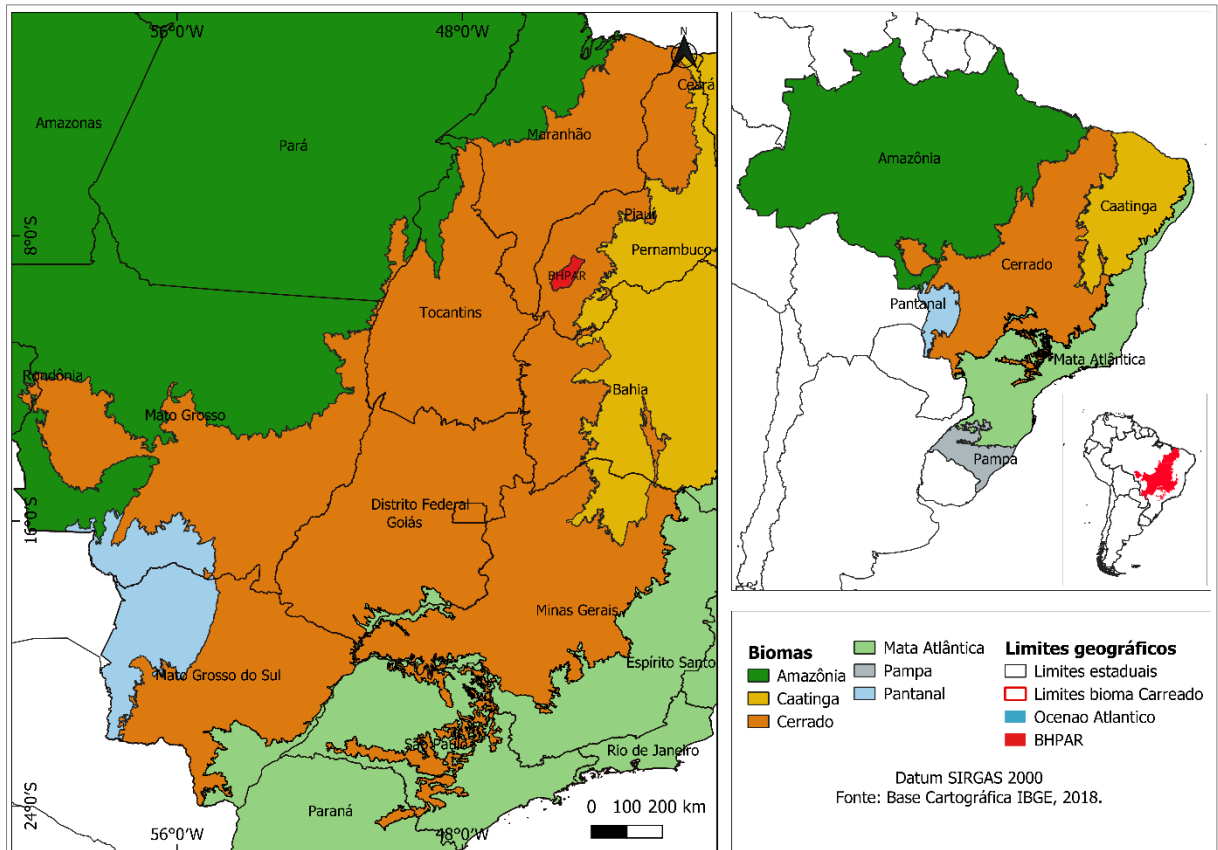 56°0'W
48°0'W
N
Ceará
Amazonas
Pará
Maranhão
8°0'S
Piauí
Pernambuco
BHPAR
Tocantins
Rondônia
Mato Grosso
Bahia
16°0'S
Distrito Federal
Goiás
Minas Gerais
Espírito Santo
Mato Grosso do Sul
São Paulo
Rio de Janeiro
Paraná
24°0'S
0 100 200 km
56°0'W
48°0'W
Amazônia
Caatinga
Cerrado
Pantanal
Mata Atlântica
Pampa
Biomas
Amazônia
Caatinga
Cerrado
Mata Atlântica
Pampa
Pantanal
Limites geográficos
Limites estaduais
Limites bioma Carreado
Ocenao Atlantico
BHPAR
Datum SIRGAS 2000
Fonte: Base Cartográfica IBGE, 2018.